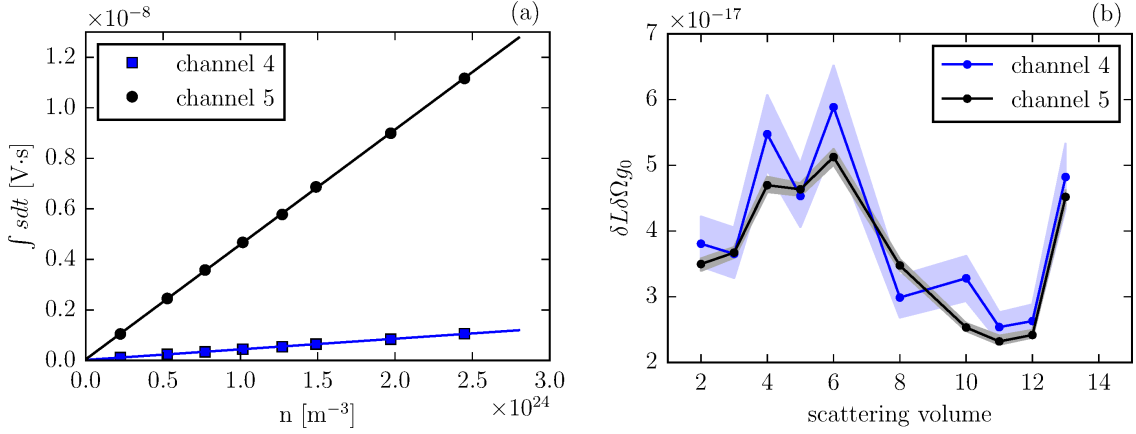 ×10⁻⁸
(a)
1.2
1.0
0.8
0.6
0.4
0.2
0.0
∫ sdt [V·s]
channel 4
channel 5
0.0 0.5 1.0 1.5 2.0 2.5 3.0
×10²⁴
n [m⁻³]
×10⁻¹⁷
(b)
7
6
5
4
3
2
δLδΩg₀
channel 4
channel 5
2 4 6 8 10 12 14
scattering volume